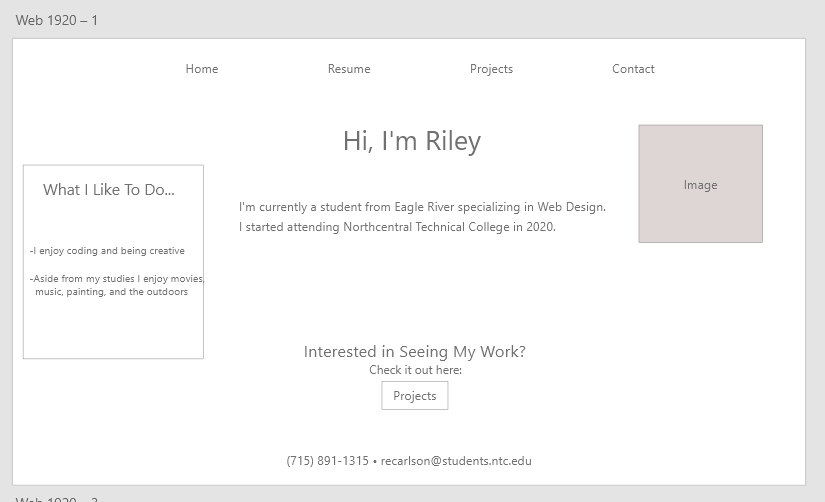 Web 1920 – 1
Home Resume Projects Contact
Hi, I'm Riley
Image
What I Like To Do...
I'm currently a student from Eagle River specializing in Web Design.
I started attending Northcentral Technical College in 2020.
-I enjoy coding and being creative
-Aside from my studies I enjoy movies,
music, painting, and the outdoors
Interested in Seeing My Work?
Check it out here:
Projects
(715) 891-1315 • recarlson@students.ntc.edu